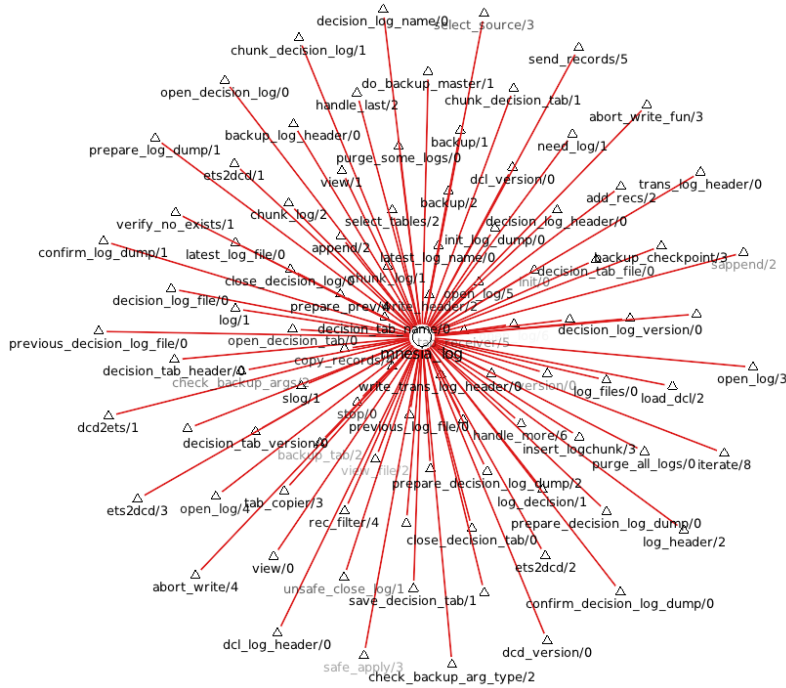 decision_log_name/0
select_source/3
chunk_decision_log/1
send_records/5
open_decision_log/0
do_backup_master/1
handle_last/2
chunk_decision_tab/1
abort_write_fun/3
backup_log_header/0
backup/1
need_log/1
prepare_log_dump/1
purge_some_logs/0
ets2dcd/1
view/1
dcl_version/0
trans_log_header/0
add_recs/2
backup/2
verify_no_exists/1
chunk_log/2
select_tables/2
decision_log_header/0
confirm_log_dump/1
latest_log_file/0
append/2
init_log_dump/0
latest_log_name/0
backup_checkpoint/3
sappend/2
decision_tab_file/0
close_decision_log/0
chunk_log/1
init/0
decision_log_file/0
prepare_prev/4
write_header/2
open_log/5
log/1
decision_tab_name/0
decision_log_version/0
previous_decision_log_file/0
open_decision_tab/0
tab_receiver/5
mnesia_log
copy_records/4
decision_tab_header/0
open_log/3
check_backup_args/3
write_trans_log_header/0
version/0
log_files/0
load_dcl/2
slog/1
stop/0
dcd2ets/1
previous_log_file/0
decision_tab_version/0
handle_more/6
insert_logchunk/3
backup_tab/2
view_file/2
purge_all_logs/0
iterate/8
prepare_decision_log_dump/2
ets2dcd/3
open_log/4
tab_copier/3
log_decision/1
rec_filter/4
prepare_decision_log_dump/0
close_decision_tab/0
log_header/2
view/0
ets2dcd/2
abort_write/4
unsafe_close_log/1
save_decision_tab/1
confirm_decision_log_dump/0
dcl_log_header/0
dcd_version/0
safe_apply/3
check_backup_arg_type/2